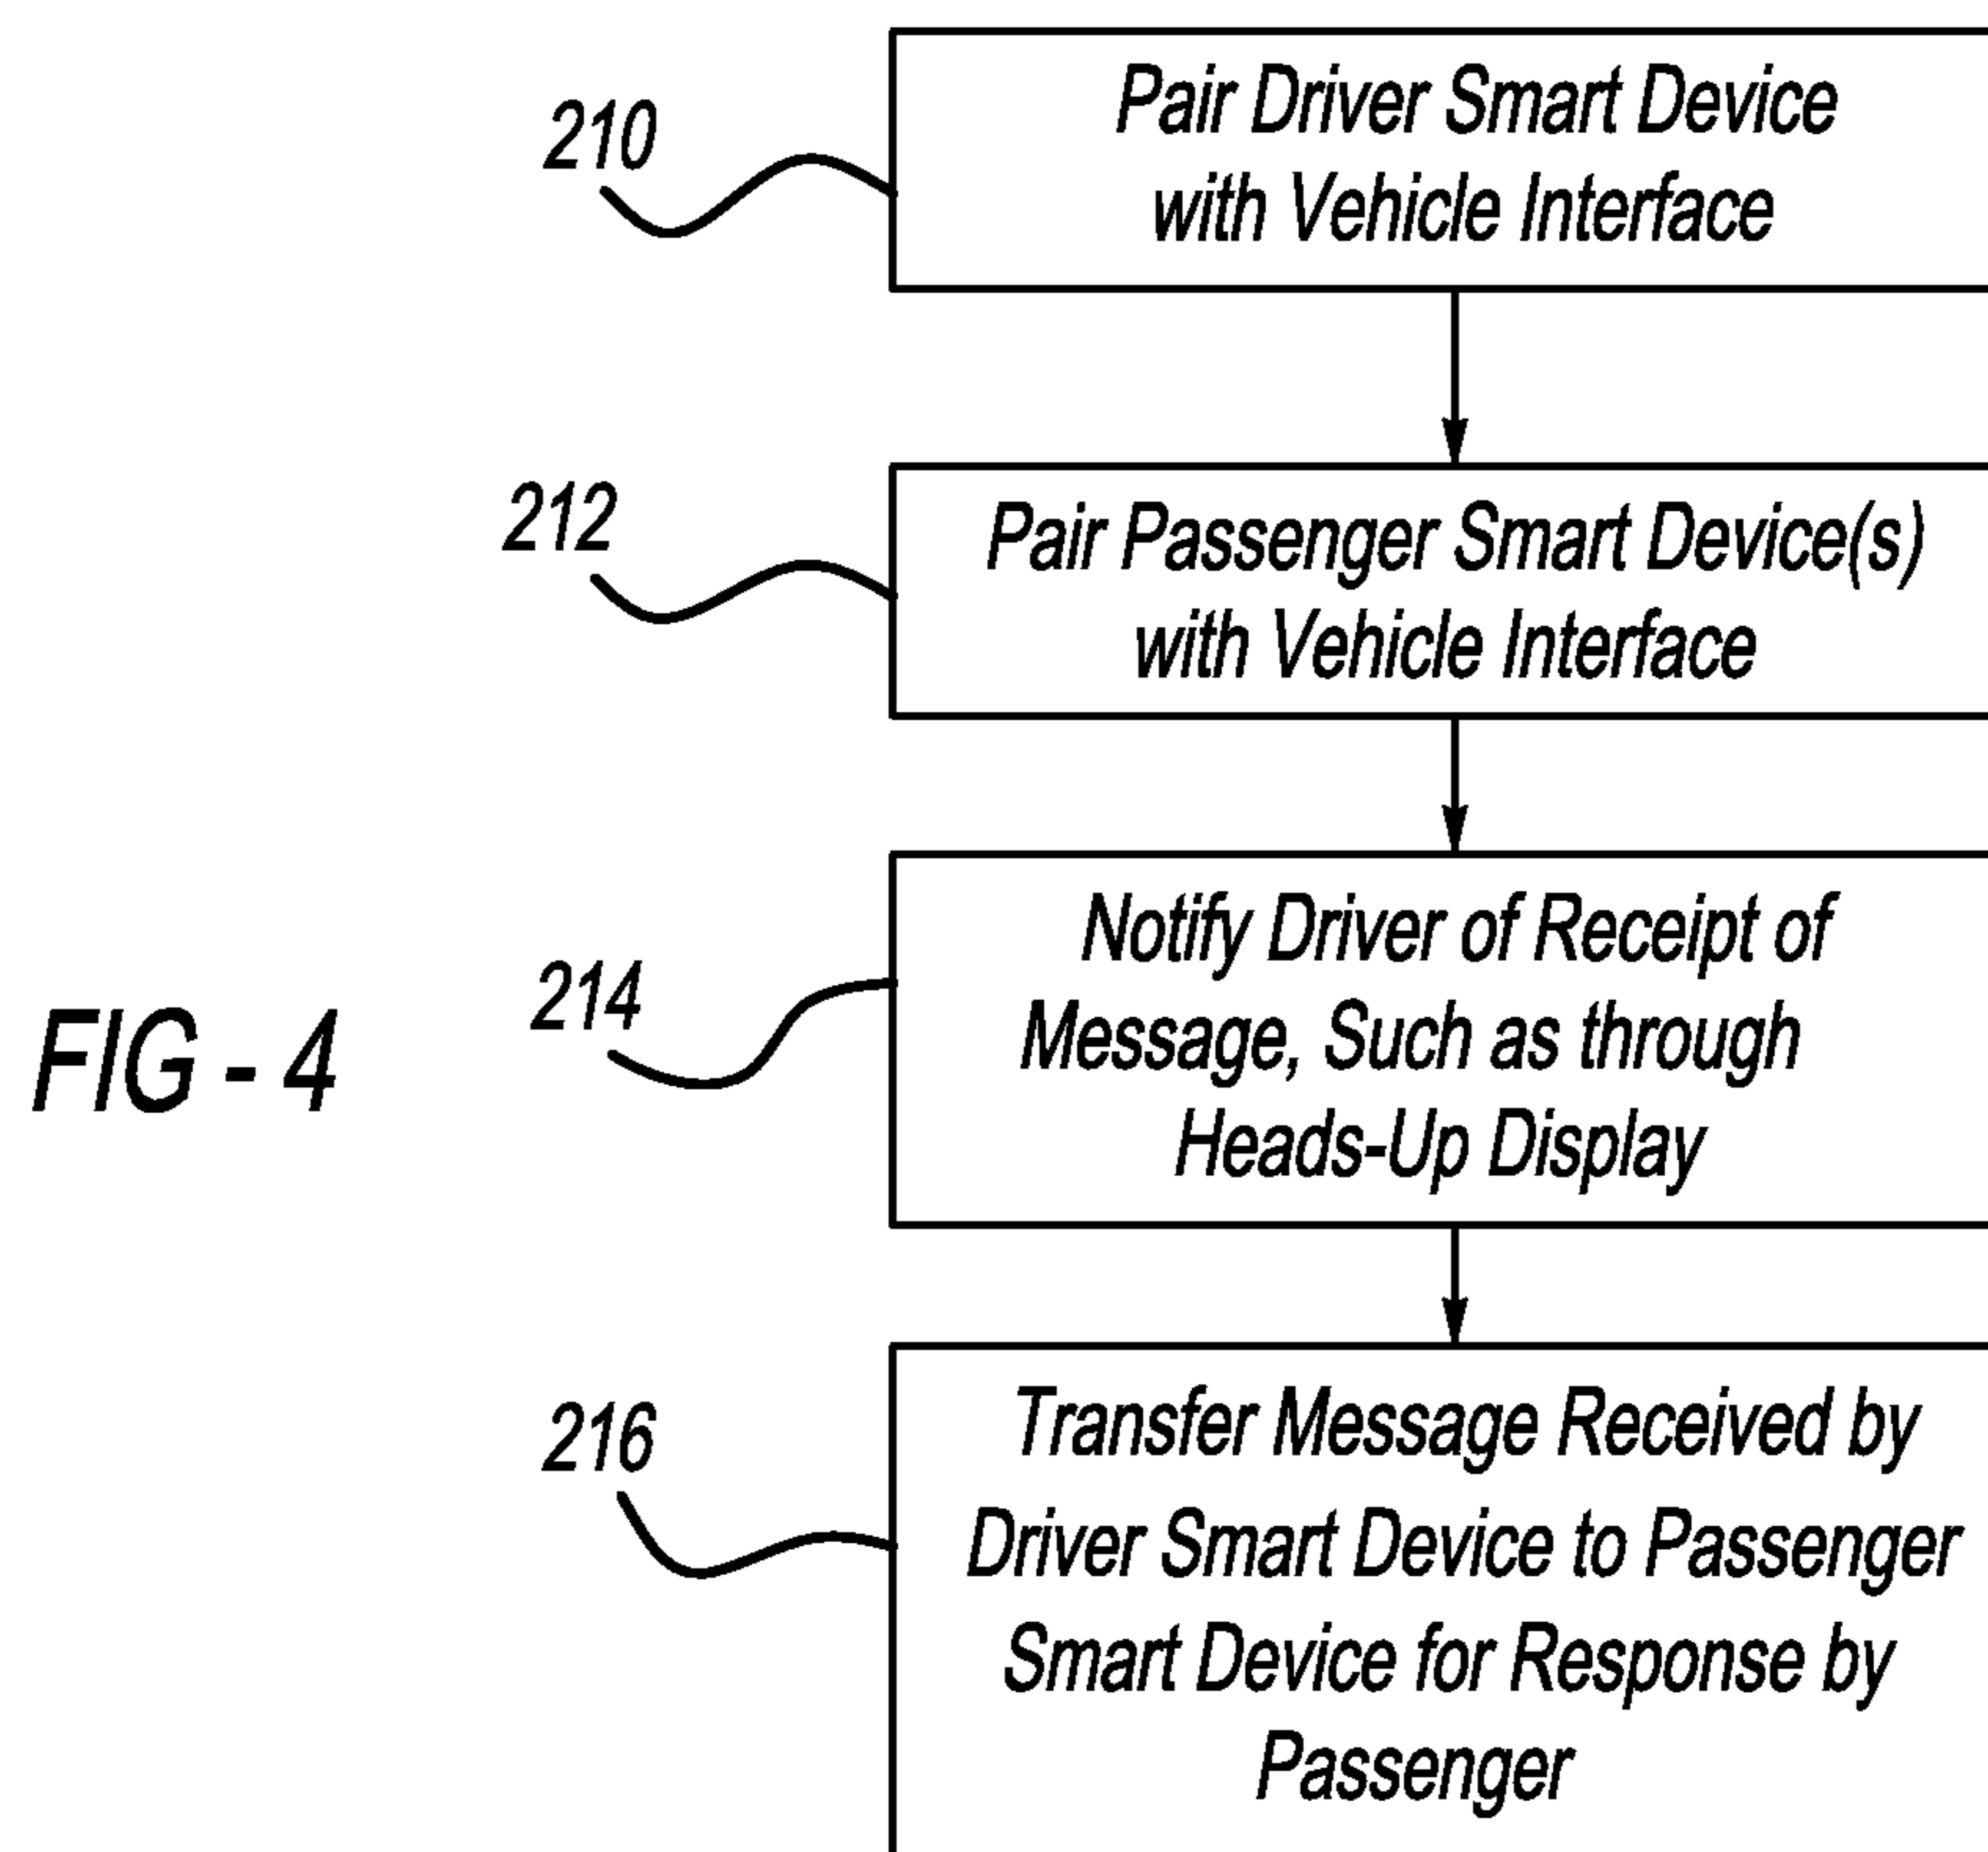 210
Pair Driver Smart Device
with Vehicle Interface
212
Pair Passenger Smart Device(s)
with Vehicle Interface
FIG - 4
214
Notify Driver of Receipt of
Message, Such as through
Heads-Up Display
216
Transfer Message Received by
Driver Smart Device to Passenger
Smart Device for Response by
Passenger